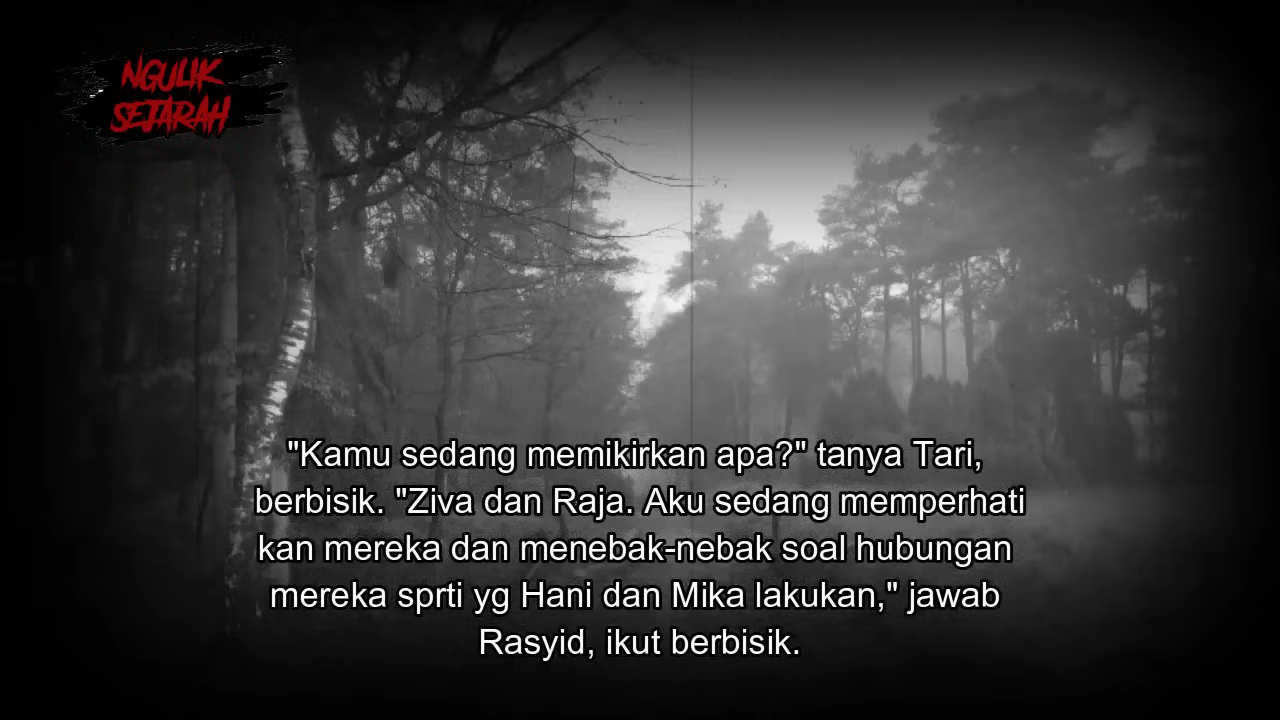 NGULIK
SEJARAH
"Kamu sedang memikirkan apa?" tanya Tari,
berbisik. "Ziva dan Raja. Aku sedang memperhati
kan mereka dan menebak-nebak soal hubungan
mereka sprti yg Hani dan Mika lakukan," jawab
Rasyid, ikut berbisik.